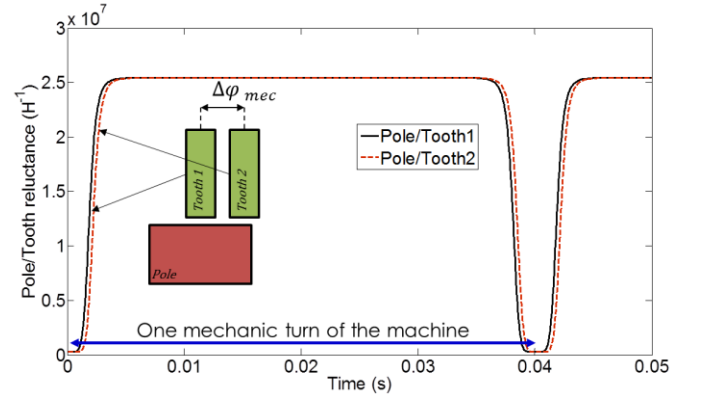 3 x 10^7
2.5
2
1.5
1
0.5
0
0 0.01 0.02 0.03 0.04 0.05
Pole/Tooth reluctance (H^-1)
Time (s)
Δφ mec
Tooth 1
Tooth 2
Pole
Pole/Tooth1
Pole/Tooth2
One mechanic turn of the machine